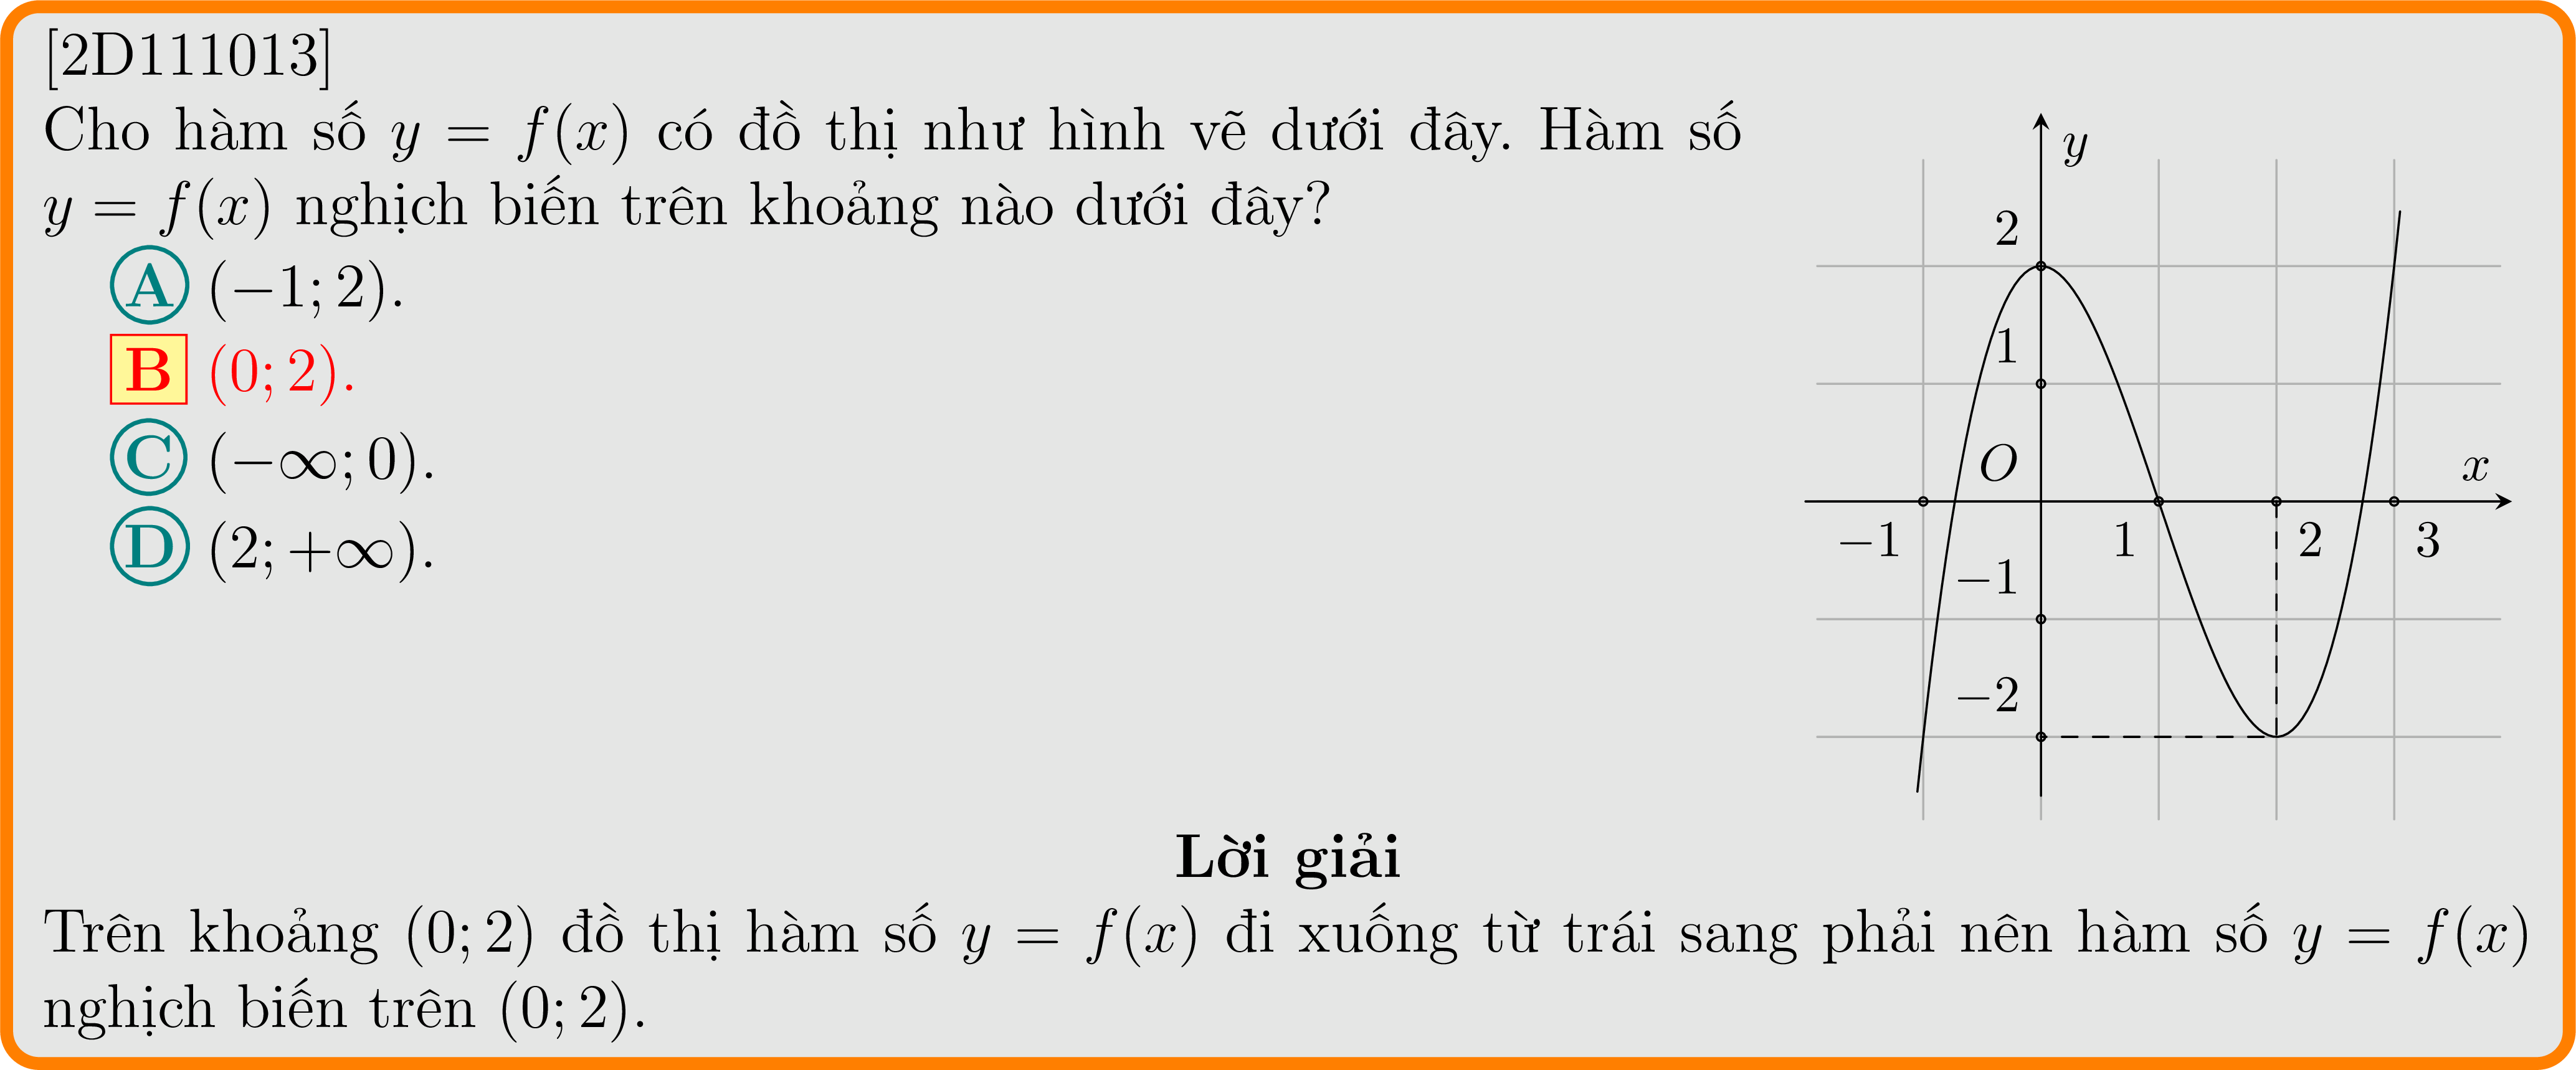 [2D111013]
Cho hàm số y = f(x) có đồ thị như hình vẽ dưới đây. Hàm số
y = f(x) nghịch biến trên khoảng nào dưới đây?
A (−1; 2).
B (0; 2).
C (−∞; 0).
D (2; +∞).
y
2
1
O
x
−1
1
2
3
−1
−2
Lời giải
Trên khoảng (0; 2) đồ thị hàm số y = f(x) đi xuống từ trái sang phải nên hàm số y = f(x)
nghịch biến trên (0; 2).